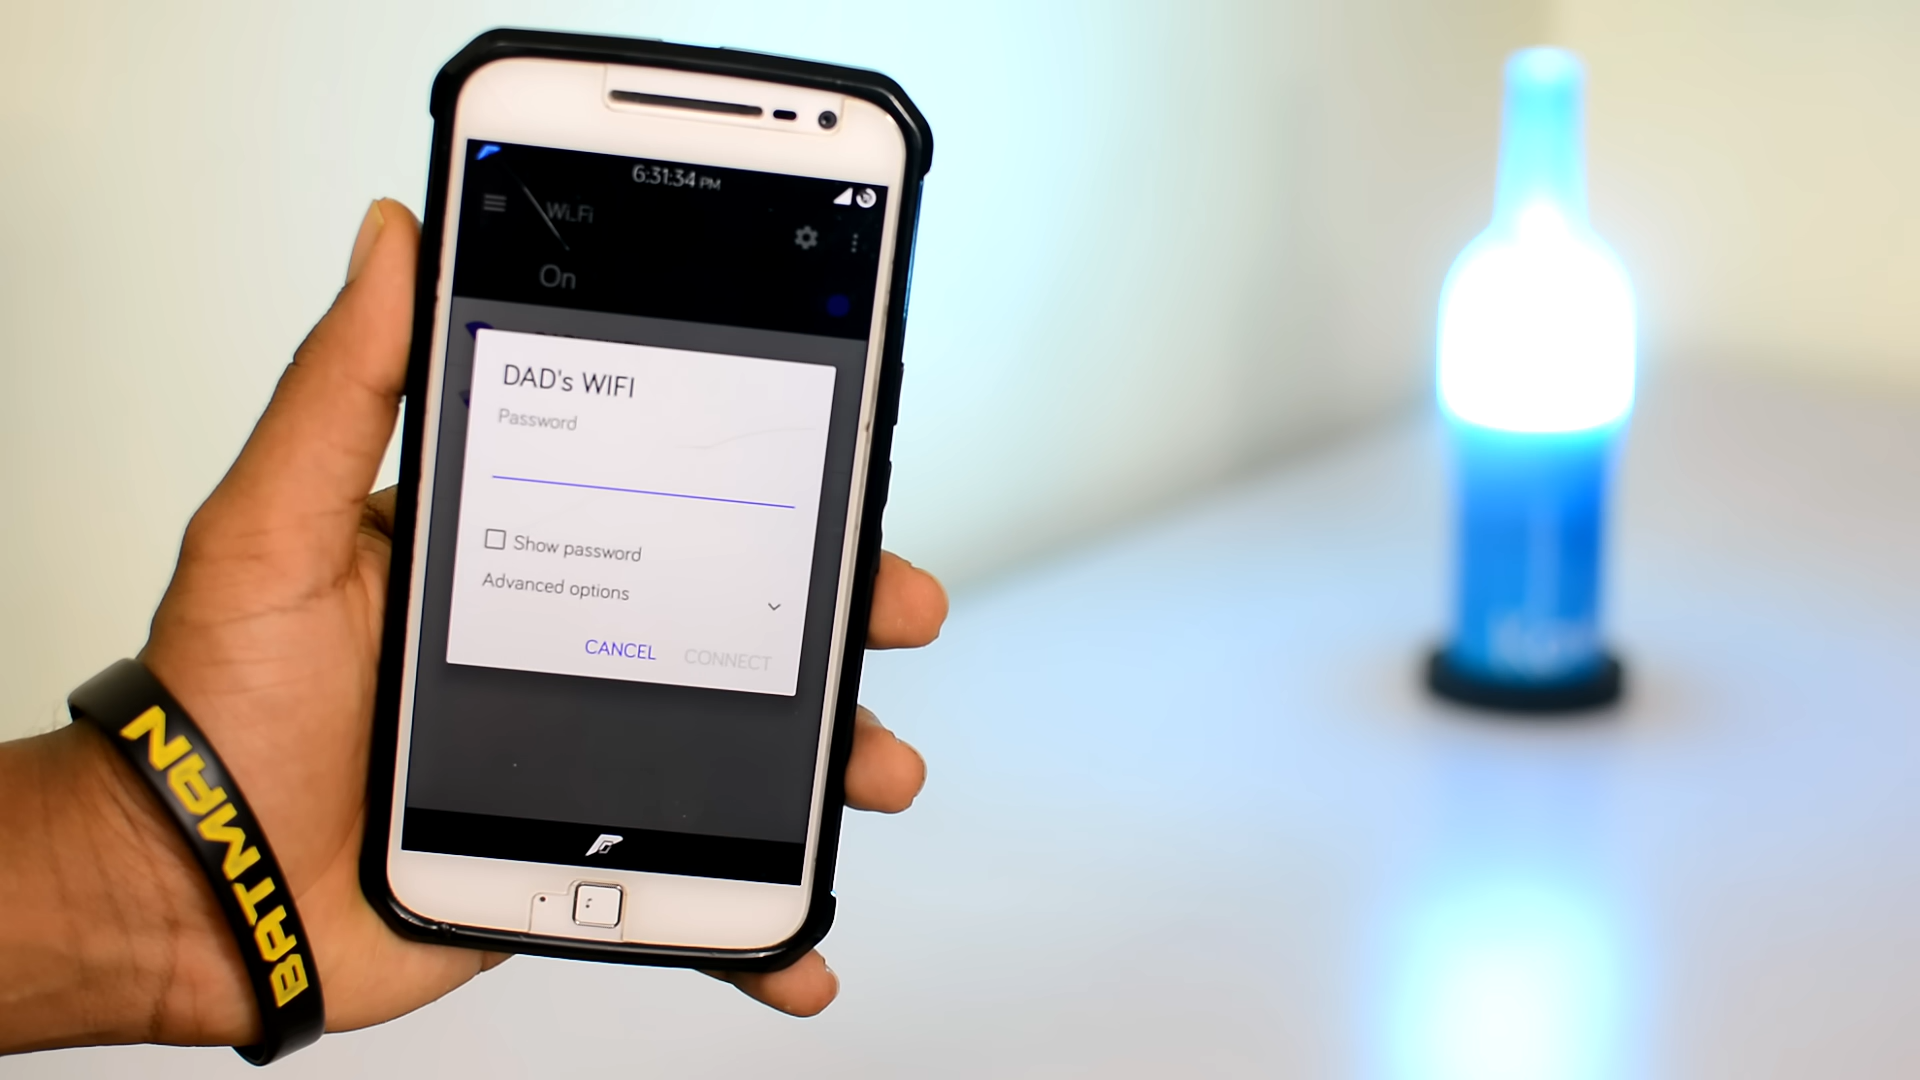 6:31:34 PM
Wi-Fi
On
DAD's WIFI
Password
Show password
Advanced options
CANCEL
CONNECT
BATMAN